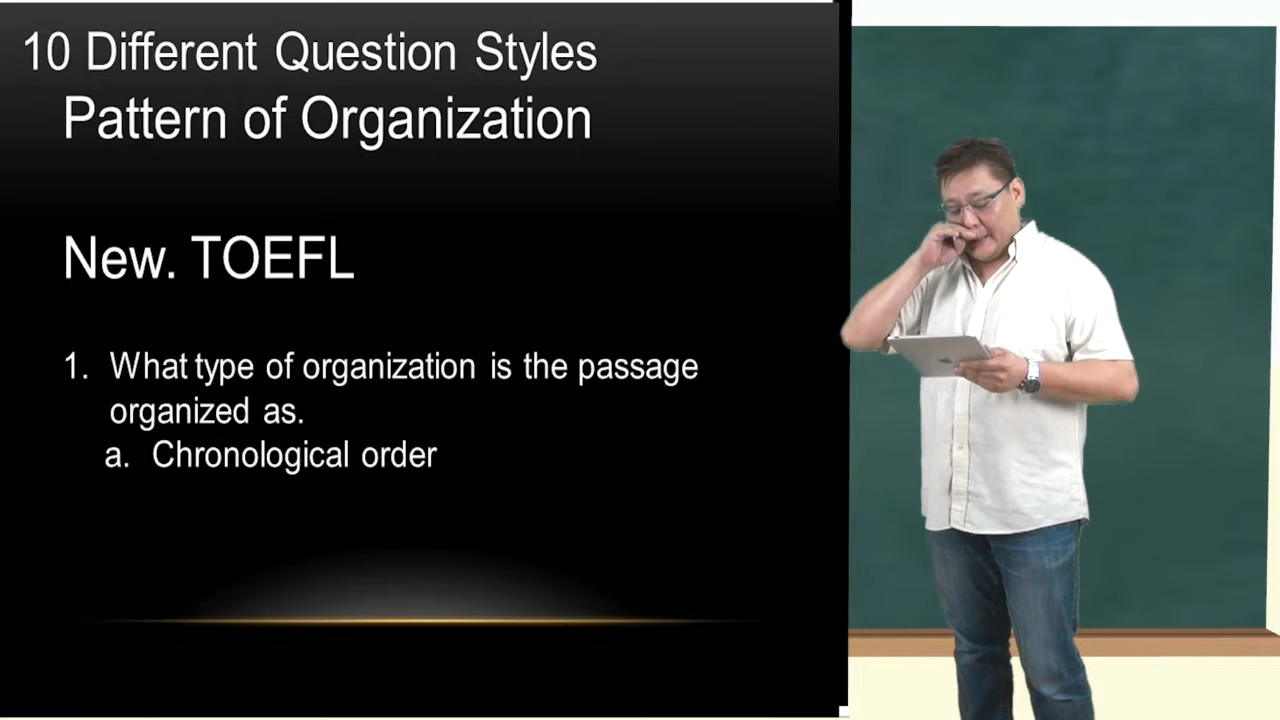 10 Different Question Styles
Pattern of Organization
New. TOEFL
1. What type of organization is the passage
organized as.
a. Chronological order